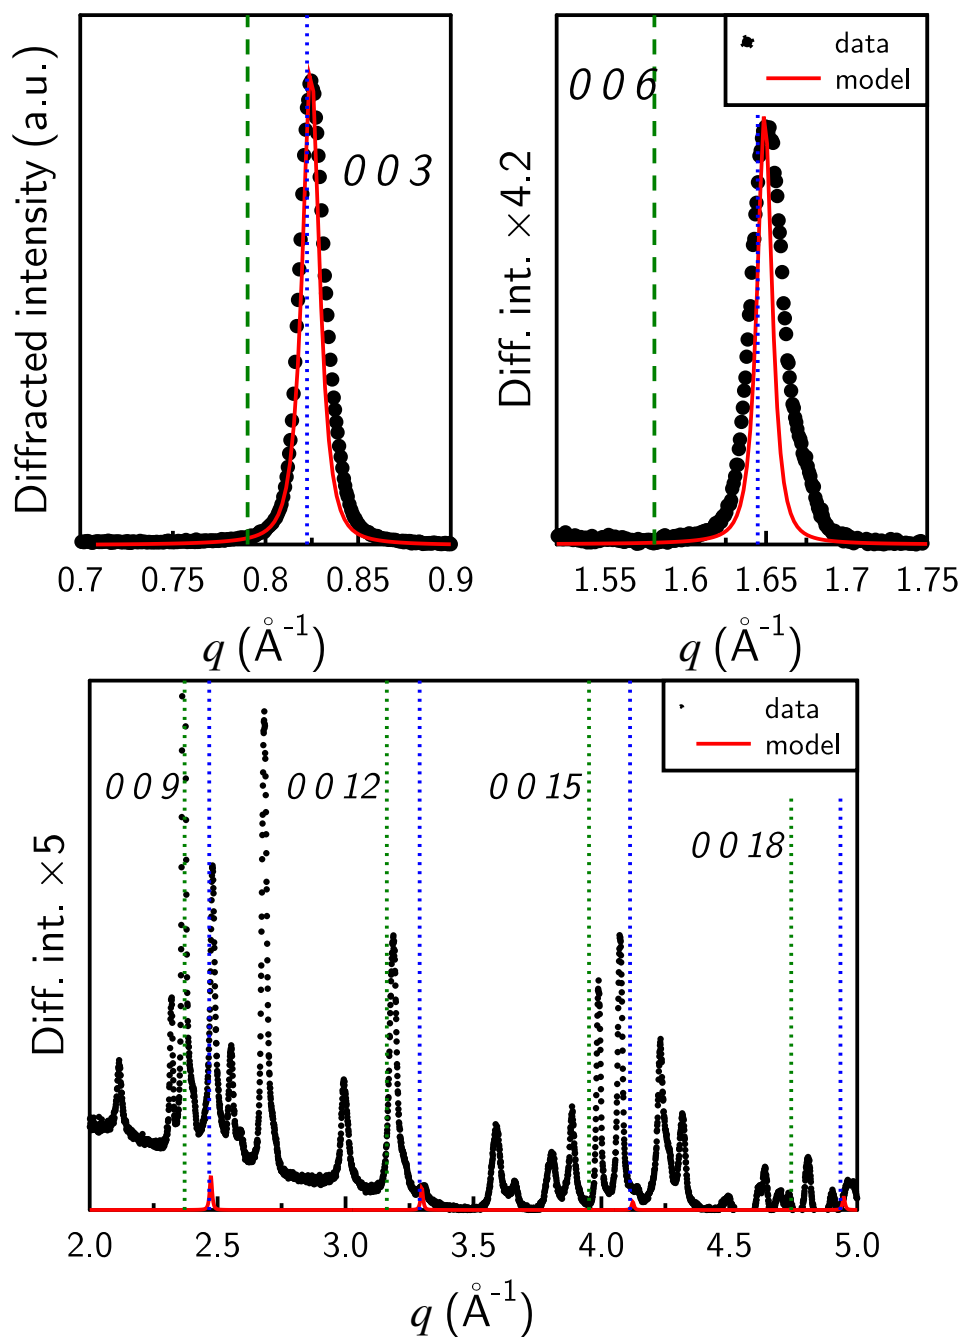 Diffracted intensity (a.u.)
0 0 3
0.7 0.75 0.8 0.85 0.9
q (Å-1)
Diff. int. ×4.2
0 0 6
data
model
1.55 1.6 1.65 1.7 1.75
q (Å-1)
Diff. int. ×5
data
model
0 0 9 0 0 12 0 0 15
0 0 18
2.0 2.5 3.0 3.5 4.0 4.5 5.0
q (Å-1)